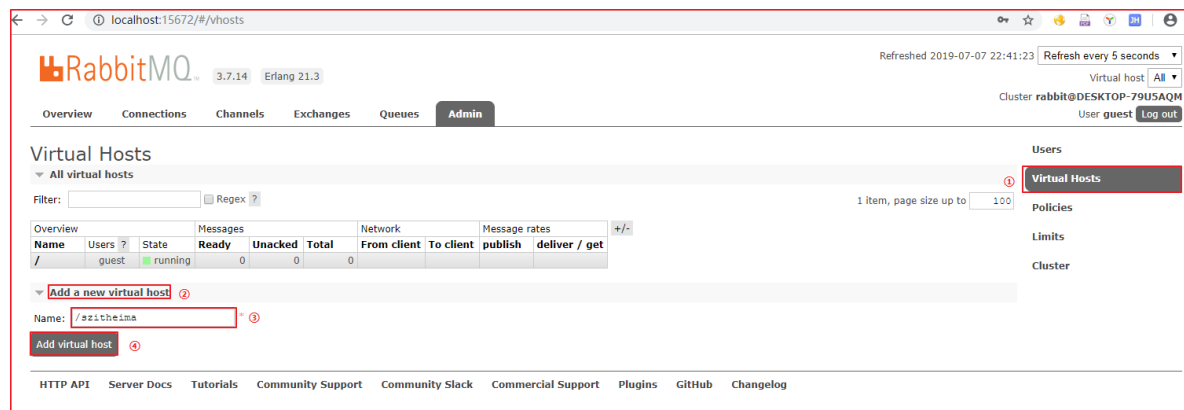 localhost:15672/#/vhosts
JH
RabbitMQ 3.7.14 Erlang 21.3
Refreshed 2019-07-07 22:41:23 Refresh every 5 seconds
Virtual host All
Cluster rabbit@DESKTOP-79U5AQM
User guest Log out
Overview Connections Channels Exchanges Queues Admin
Virtual Hosts
All virtual hosts
Filter: Regex ?
1 item, page size up to 100
Overview Messages Network Message rates +/-
Name Users ? State Ready Unacked Total From client To client publish deliver / get
/ guest running 0 0 0
Add a new virtual host ②
Name: /szitheima * ③
Add virtual host ④
Users
① Virtual Hosts
Policies
Limits
Cluster
HTTP API Server Docs Tutorials Community Support Community Slack Commercial Support Plugins GitHub Changelog